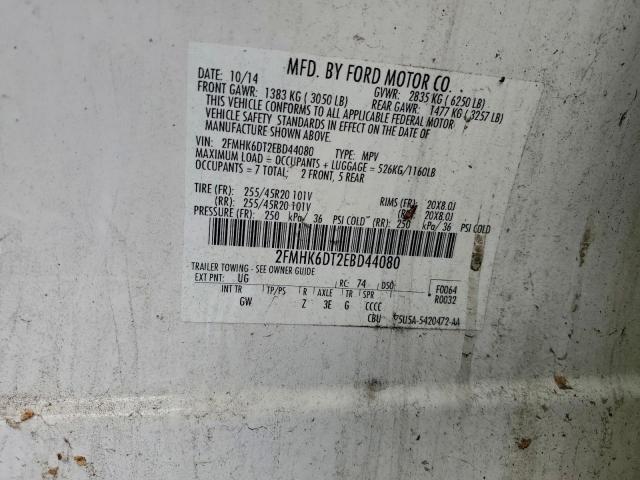 MFD. BY FORD MOTOR CO.
DATE: 10/14 GVWR: 2835 KG ( 6250 LB)
FRONT GAWR: 1383 KG ( 3050 LB) REAR GAWR: 1477 KG ( 3257 LB)
THIS VEHICLE CONFORMS TO ALL APPLICABLE FEDERAL MOTOR
VEHICLE SAFETY STANDARDS IN EFFECT ON THE DATE OF
MANUFACTURE SHOWN ABOVE.
VIN: 2FMHK6DT2EBD44080 TYPE: MPV
MAXIMUM LOAD = OCCUPANTS + LUGGAGE = 526KG/1160LB
OCCUPANTS = 7 TOTAL; 2 FRONT, 5 REAR
TIRE (FR): 255/45R20 101V RIMS (FR): 20X8.0J
(RR): 255/45R20 101V 20X8.0J
PRESSURE (FR): 250 kPa/ 36 PSI COLD (RR): 250 kPa/ 36 PSI COLD
2FMHK6DT2EBD44080
TRAILER TOWING - SEE OWNER GUIDE
EXT PNT: UG RC: 74 DSO: F0064
INT TR TP/PS R AXLE TR SPR R0032
GW Z 3E G CCCC
CBU 5420472-AA